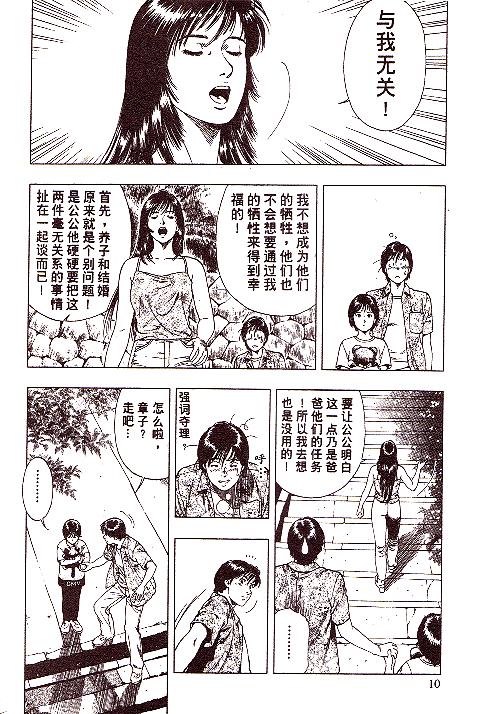 与我无关！
我不想成为他们
的牺牲，他们也
不会想要通过我
的牺牲来得到幸
福的！
首先，养子和结婚
原来就是个别问题！
是公公他硬硬要把这
两件毫无关系的事情
扯在一起谈而已！
要让公公明白
这一点乃是爸
爸他们的任务
！所以我去想
也是没用的！
呼
强词夺理
？
怎么啦，
章子？
走吧…
………
………
10